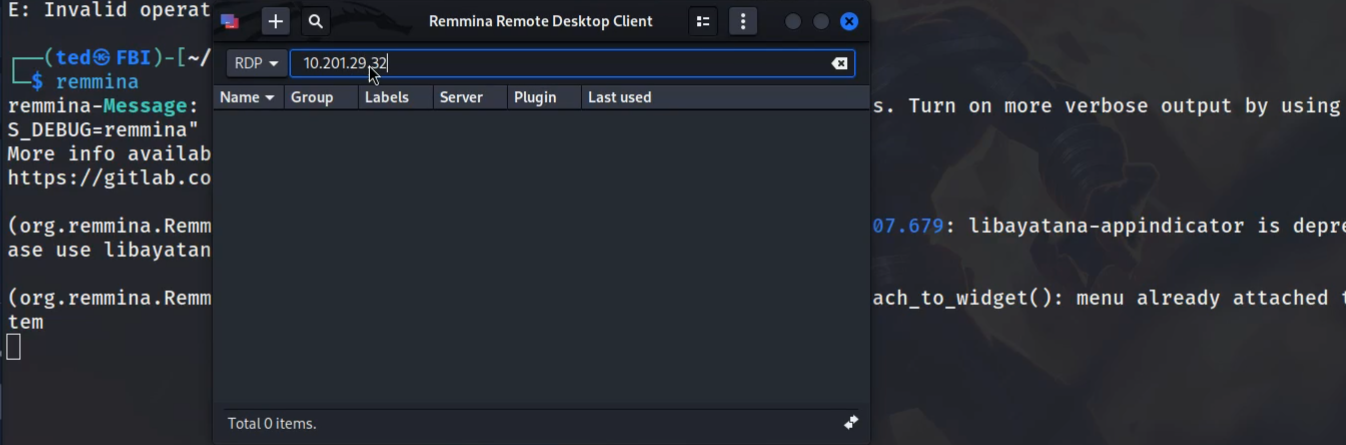 E: Invalid operat
Remmina Remote Desktop Client
(ted㉿FBI)-[~/
RDP 10.201.29.32
$ remmina
Name Group Labels Server Plugin Last used
remmina-Message: s. Turn on more verbose output by using
S_DEBUG=remmina"
More info availab
https://gitlab.co
(org.remmina.Remm 07.679: libayatana-appindicator is depre
ase use libayatan
(org.remmina.Remm ach_to_widget(): menu already attached t
tem
Total 0 items.